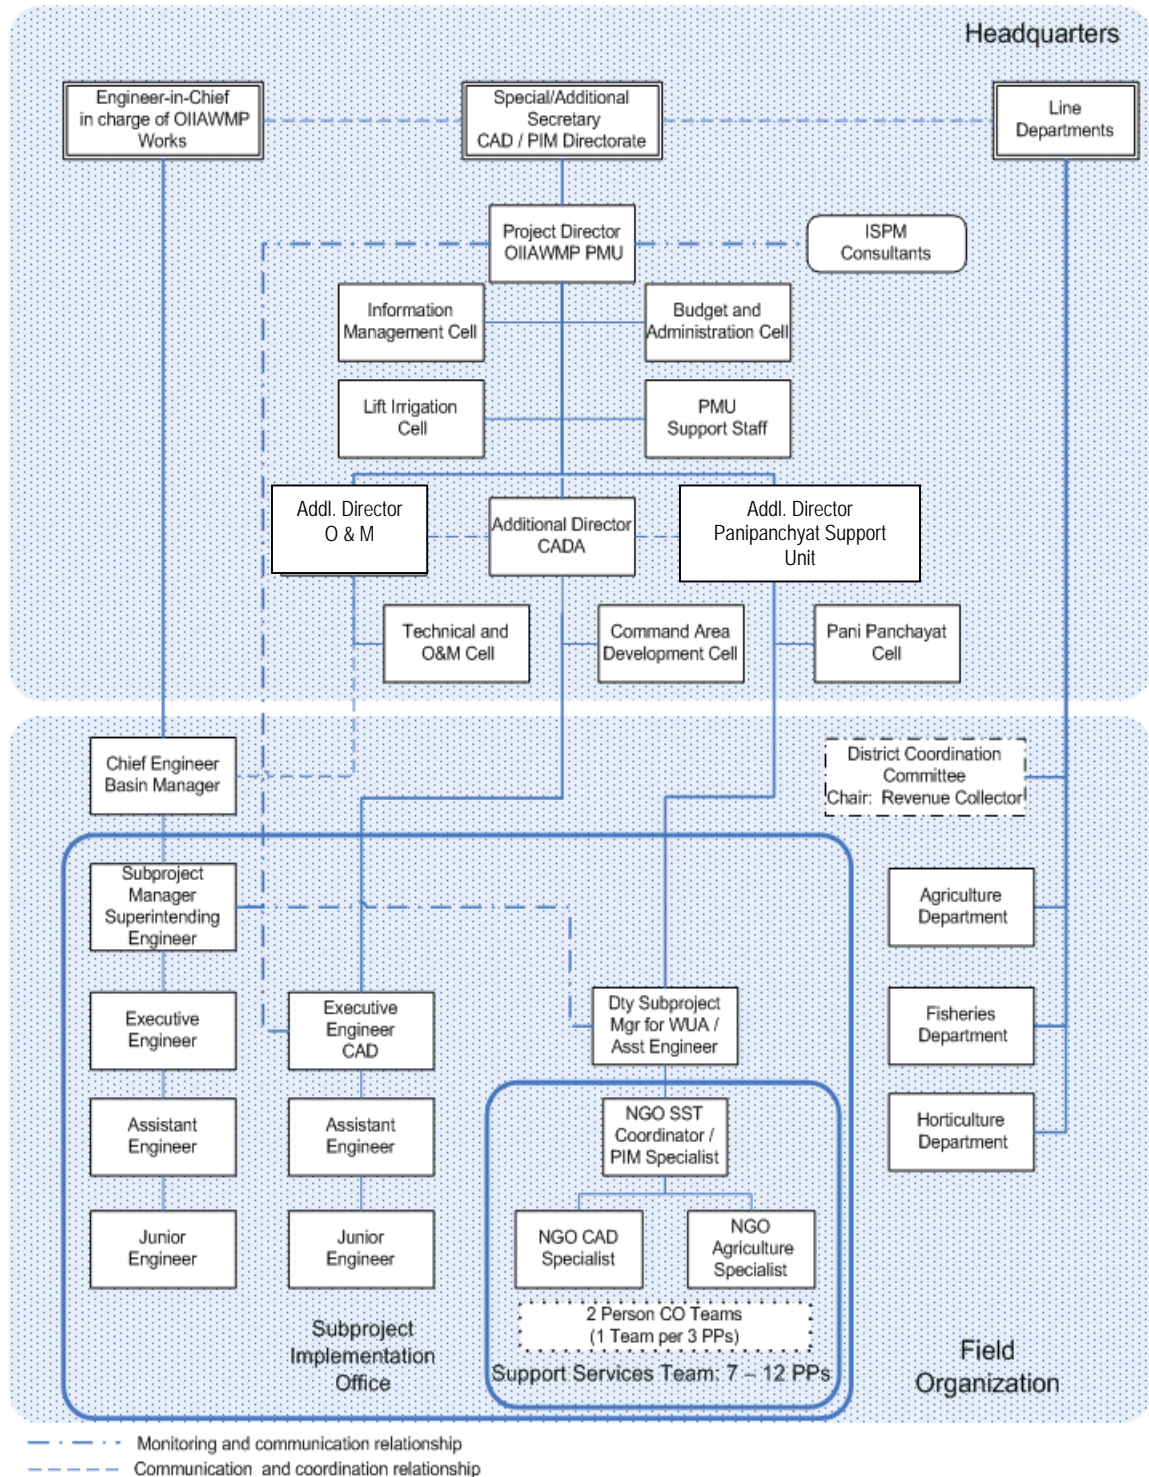 Headquarters
Engineer-in-Chief
in charge of OIIAWMP
Works
Special/Additional
Secretary
CAD / PIM Directorate
Line
Departments
Project Director
OIIAWMP PMU
ISPM
Consultants
Information
Management Cell
Budget and
Administration Cell
Lift Irrigation
Cell
PMU
Support Staff
Addl. Director
O & M
Additional Director
CADA
Addl. Director
Panipanchyat Support
Unit
Technical and
O&M Cell
Command Area
Development Cell
Pani Panchayat
Cell
Chief Engineer
Basin Manager
District Coordination
Committee
Chair:  Revenue Collector
Subproject
Manager
Superintending
Engineer
Agriculture
Department
Executive
Engineer
Executive
Engineer
CAD
Dty Subproject
Mgr for WUA /
Asst Engineer
Fisheries
Department
Assistant
Engineer
Assistant
Engineer
NGO SST
Coordinator /
PIM Specialist
Horticulture
Department
Junior
Engineer
Junior
Engineer
NGO CAD
Specialist
NGO
Agriculture
Specialist
2 Person CO Teams
(1 Team per 3 PPs)
Subproject
Implementation
Office
Support Services Team: 7 – 12 PPs
Field
Organization
Monitoring and communication relationship
Communication  and coordination relationship